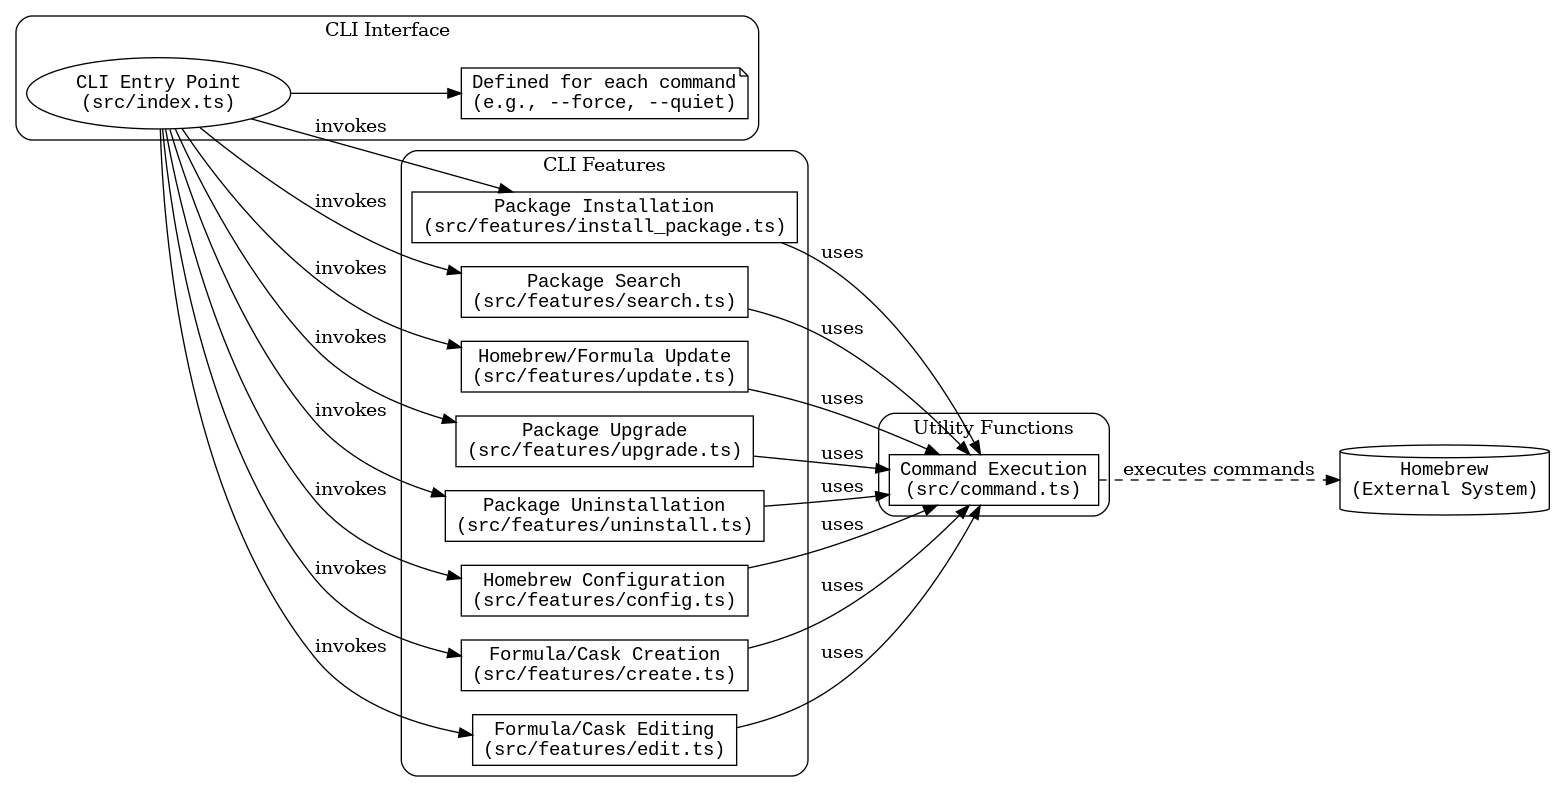 CLI Interface
CLI Entry Point
(src/index.ts)
Defined for each command
(e.g., --force, --quiet)
invokes
CLI Features
Package Installation
(src/features/install_package.ts)
uses
invokes
Package Search
(src/features/search.ts)
uses
invokes
Homebrew/Formula Update
(src/features/update.ts)
uses
invokes
Package Upgrade
(src/features/upgrade.ts)
uses
invokes
Package Uninstallation
(src/features/uninstall.ts)
uses
invokes
Homebrew Configuration
(src/features/config.ts)
uses
invokes
Formula/Cask Creation
(src/features/create.ts)
uses
invokes
Formula/Cask Editing
(src/features/edit.ts)
uses
Utility Functions
Command Execution
(src/command.ts)
executes commands
Homebrew
(External System)